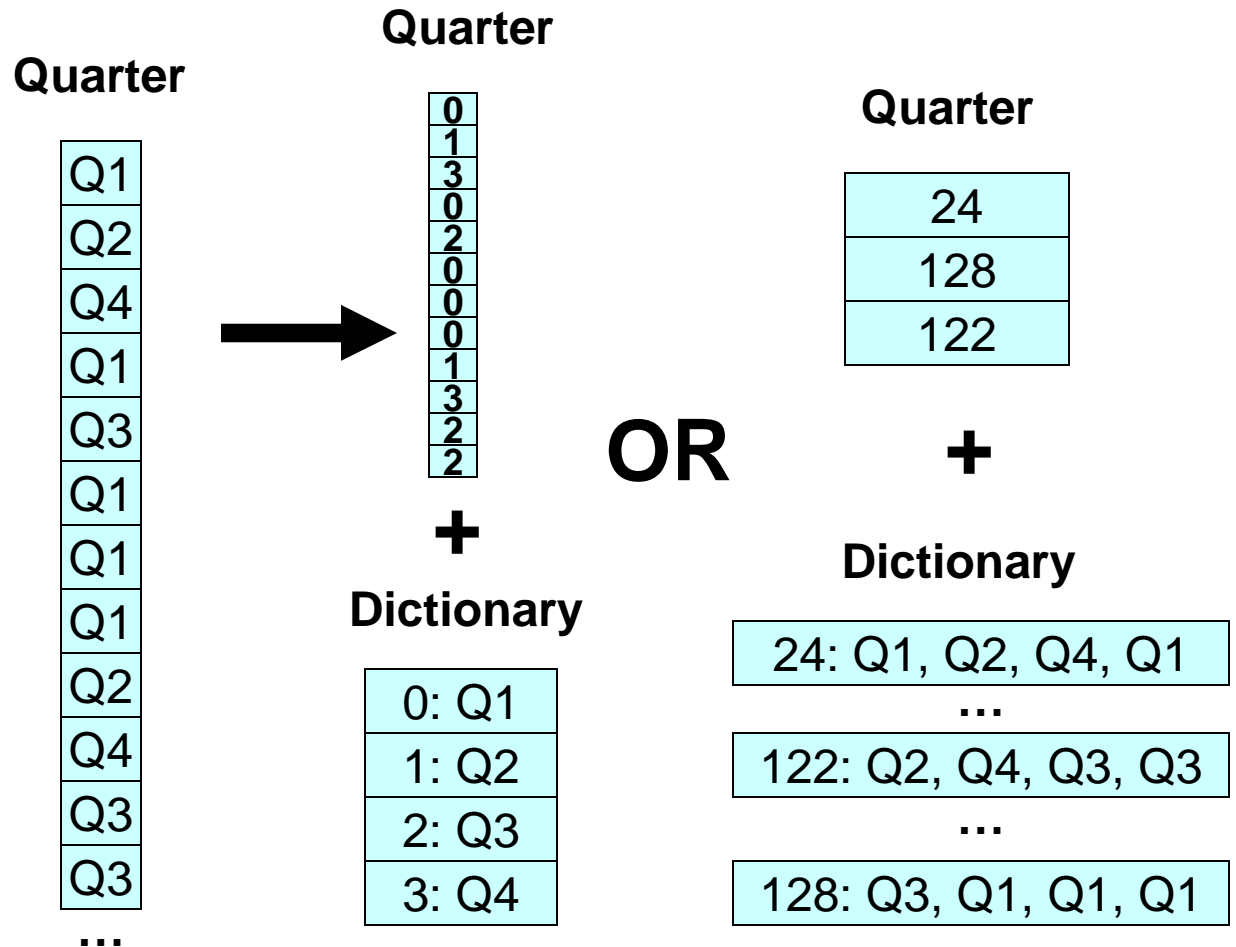 Quarter
Q1
Q2
Q4
Q1
Q3
Q1
Q1
Q1
Q2
Q4
Q3
Q3
...
Quarter
0
1
3
0
2
0
0
0
1
3
2
2
+
Dictionary
0: Q1
1: Q2
2: Q3
3: Q4
OR
Quarter
24
128
122
+
Dictionary
24: Q1, Q2, Q4, Q1
...
122: Q2, Q4, Q3, Q3
...
128: Q3, Q1, Q1, Q1